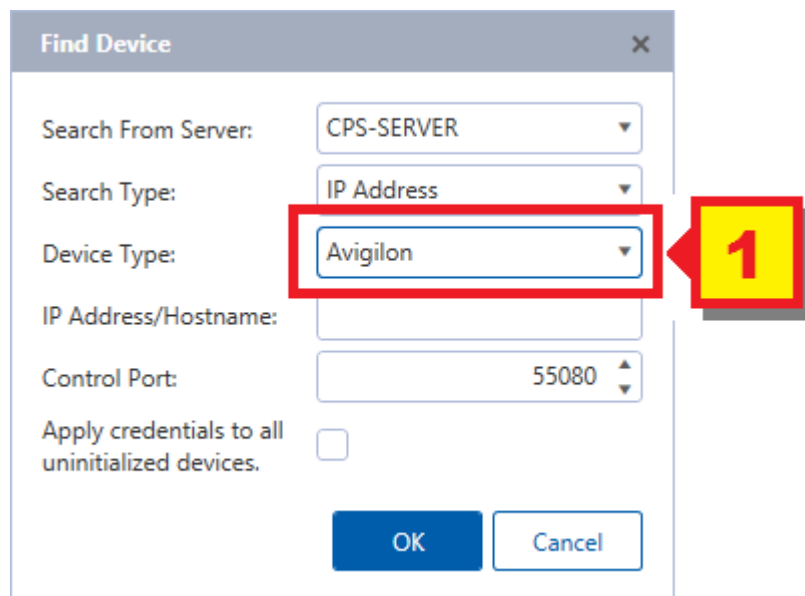 Find Device
Search From Server: CPS-SERVER
Search Type: IP Address
Device Type: Avigilon
1
IP Address/Hostname:
Control Port: 55080
Apply credentials to all
uninitialized devices.
OK Cancel